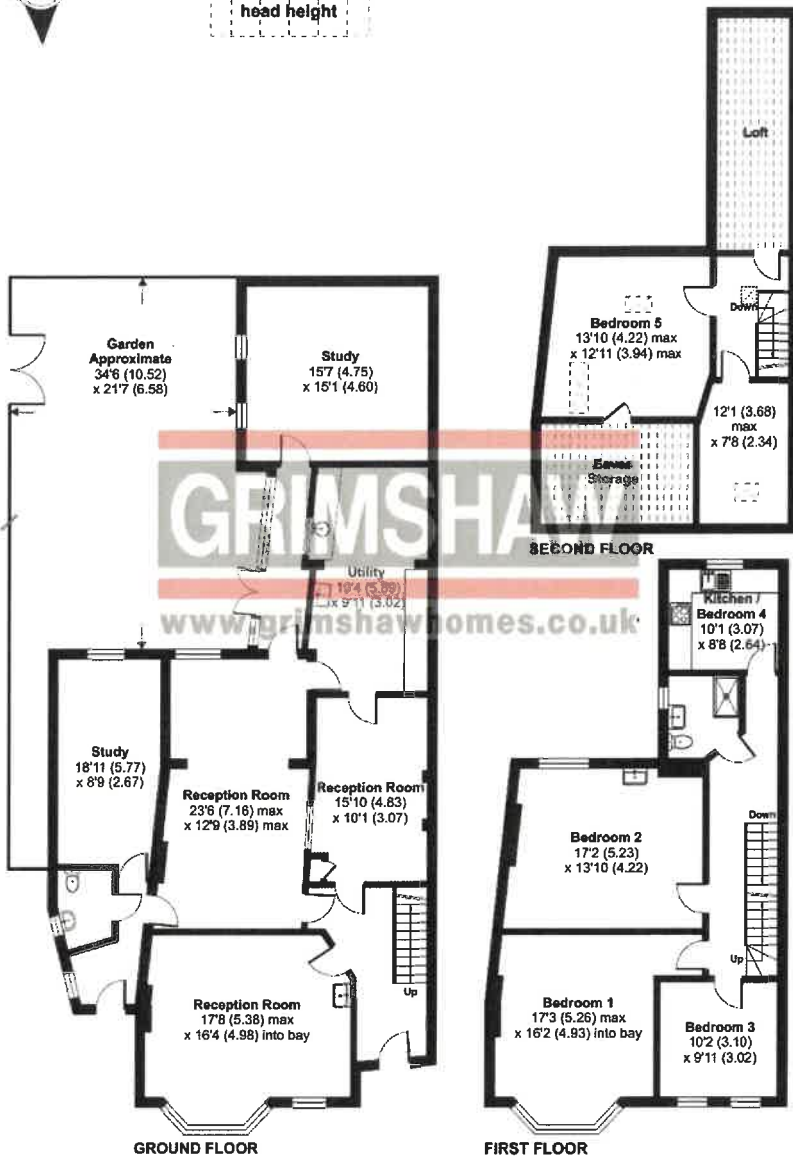 head height
Loft
Down
Bedroom 5
13'10 (4.22) max
x 12'11 (3.94) max
12'1 (3.68)
max
x 7'8 (2.34)
Eaves
Storage
SECOND FLOOR
Garden
Approximate
34'6 (10.52)
x 21'7 (6.58)
Study
15'7 (4.75)
x 15'1 (4.60)
GRIMSHAW
www.grimshawhomes.co.uk
Utility
19'4 (5.89)
x 9'11 (3.02)
Study
18'11 (5.77)
x 8'9 (2.67)
Reception Room
23'6 (7.16) max
x 12'9 (3.89) max
Reception Room
15'10 (4.83)
x 10'1 (3.07)
Up
Reception Room
17'8 (5.38) max
x 16'4 (4.98) into bay
GROUND FLOOR
Kitchen /
Bedroom 4
10'1 (3.07)
x 8'8 (2.64)
Bedroom 2
17'2 (5.23)
x 13'10 (4.22)
Down
Up
Bedroom 1
17'3 (5.26) max
x 16'2 (4.93) into bay
Bedroom 3
10'2 (3.10)
x 9'11 (3.02)
FIRST FLOOR